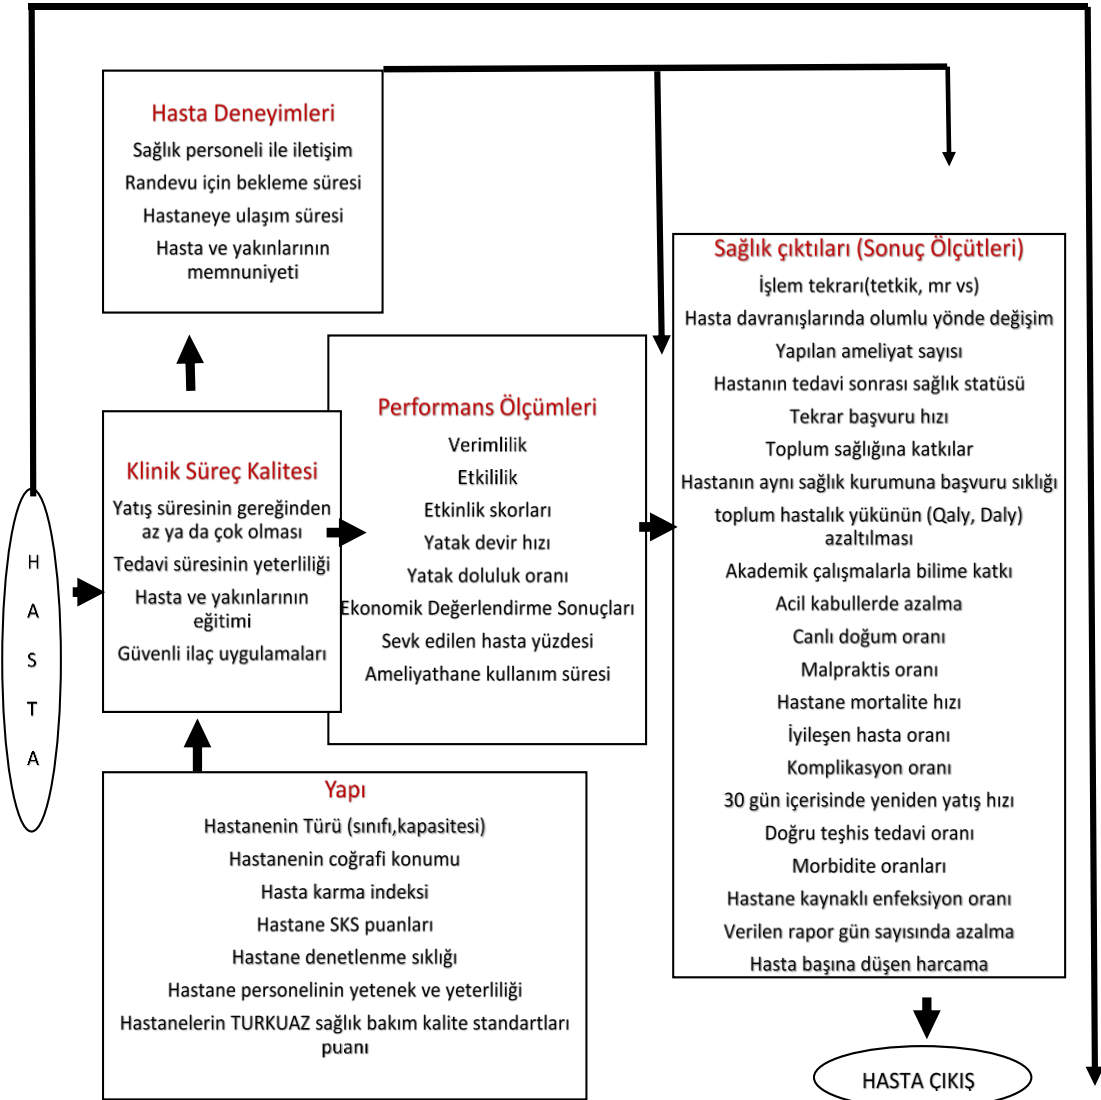 Hasta Deneyimleri
Sağlık personeli ile iletişim
Randevu için bekleme süresi
Hastaneye ulaşım süresi
Hasta ve yakınlarının
memnuniyeti
H
A
S
T
A
Klinik Süreç Kalitesi
Yatış süresinin gereğinden
az ya da çok olması
Tedavi süresinin yeterliliği
Hasta ve yakınlarının
eğitimi
Güvenli ilaç uygulamaları
Performans Ölçümleri
Verimlilik
Etkililik
Etkinlik skorları
Yatak devir hızı
Yatak doluluk oranı
Ekonomik Değerlendirme Sonuçları
Sevk edilen hasta yüzdesi
Ameliyathane kullanım süresi
Yapı
Hastanenin Türü (sınıfı,kapasitesi)
Hastanenin coğrafi konumu
Hasta karma indeksi
Hastane SKS puanları
Hastane denetlenme sıklığı
Hastane personelinin yetenek ve yeterliliği
Hastanelerin TURKUAZ sağlık bakım kalite standartları
puanı
Sağlık çıktıları (Sonuç Ölçütleri)
İşlem tekrarı(tetkik, mr vs)
Hasta davranışlarında olumlu yönde değişim
Yapılan ameliyat sayısı
Hastanın tedavi sonrası sağlık statüsü
Tekrar başvuru hızı
Toplum sağlığına katkılar
Hastanın aynı sağlık kurumuna başvuru sıklığı
toplum hastalık yükünün (Qaly, Daly)
azaltılması
Akademik çalışmalarla bilime katkı
Acil kabullerde azalma
Canlı doğum oranı
Malpraktis oranı
Hastane mortalite hızı
İyileşen hasta oranı
Komplikasyon oranı
30 gün içerisinde yeniden yatış hızı
Doğru teşhis tedavi oranı
Morbidite oranları
Hastane kaynaklı enfeksiyon oranı
Verilen rapor gün sayısında azalma
Hasta başına düşen harcama
HASTA ÇIKIŞ